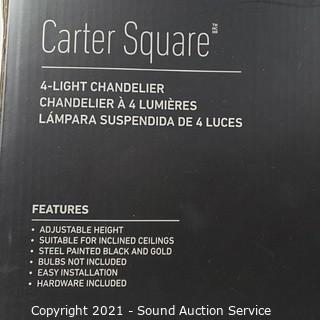 Carter Square™
4-LIGHT CHANDELIER
CHANDELIER À 4 LUMIÈRES
LÁMPARA SUSPENDIDA DE 4 LUCES
FEATURES
• ADJUSTABLE HEIGHT
• SUITABLE FOR INCLINED CEILINGS
• STEEL PAINTED BLACK AND GOLD
• BULBS NOT INCLUDED
• EASY INSTALLATION
• HARDWARE INCLUDED
Copyright 2021 - Sound Auction Service